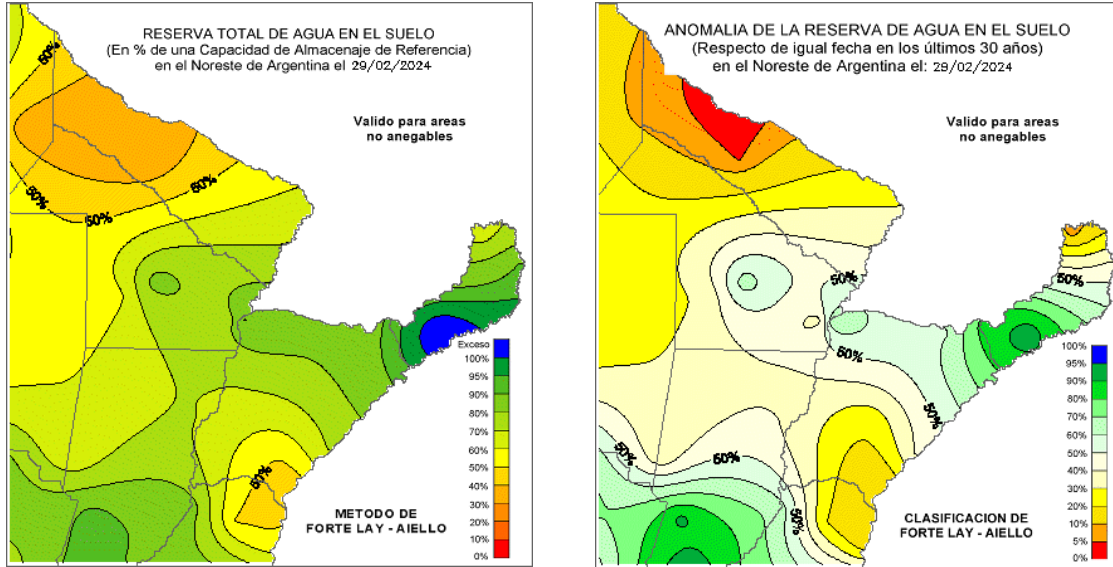 RESERVA TOTAL DE AGUA EN EL SUELO
(En % de una Capacidad de Almacenaje de Referencia)
en el Noreste de Argentina el 29/02/2024
Valido para areas
no anegables
50%
50%
50%
50%
50%
Exceso
100%
95%
90%
80%
70%
60%
50%
40%
30%
20%
10%
0%
METODO DE
FORTE LAY - AIELLO
ANOMALIA DE LA RESERVA DE AGUA EN EL SUELO
(Respecto de igual fecha en los últimos 30 años)
en el Noreste de Argentina el: 29/02/2024
Valido para areas
no anegables
50%
50%
50%
50%
50%
50%
50%
100%
95%
90%
80%
70%
60%
50%
40%
30%
20%
10%
5%
0%
CLASIFICACION DE
FORTE LAY - AIELLO